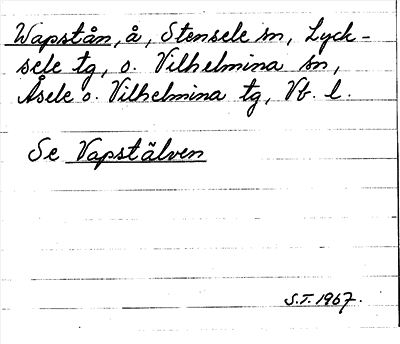 Wapstån, å, Stensele sn, Lyck-
sele tg, o. Vilhelmina sn,
Åsele o. Vilhelmina tg, Vb. l.
Se Vapstälven
S.T. 1967.